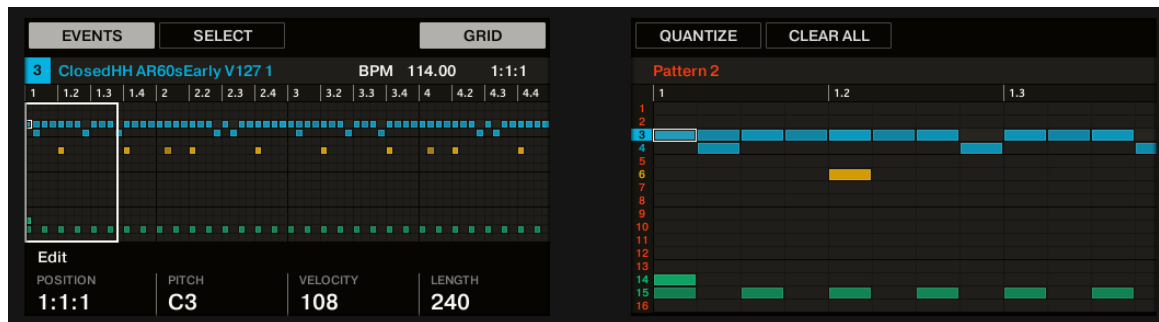 EVENTS SELECT GRID
3 ClosedHH AR60sEarly V127 1 BPM 114.00 1:1:1
1 1.2 1.3 1.4 2 2.2 2.3 2.4 3 3.2 3.3 3.4 4 4.2 4.3 4.4
Edit
POSITION PITCH VELOCITY LENGTH
1:1:1 C3 108 240
QUANTIZE CLEAR ALL
Pattern 2
1 1.2 1.3
1
2
3
4
5
6
7
8
9
10
11
12
13
14
15
16